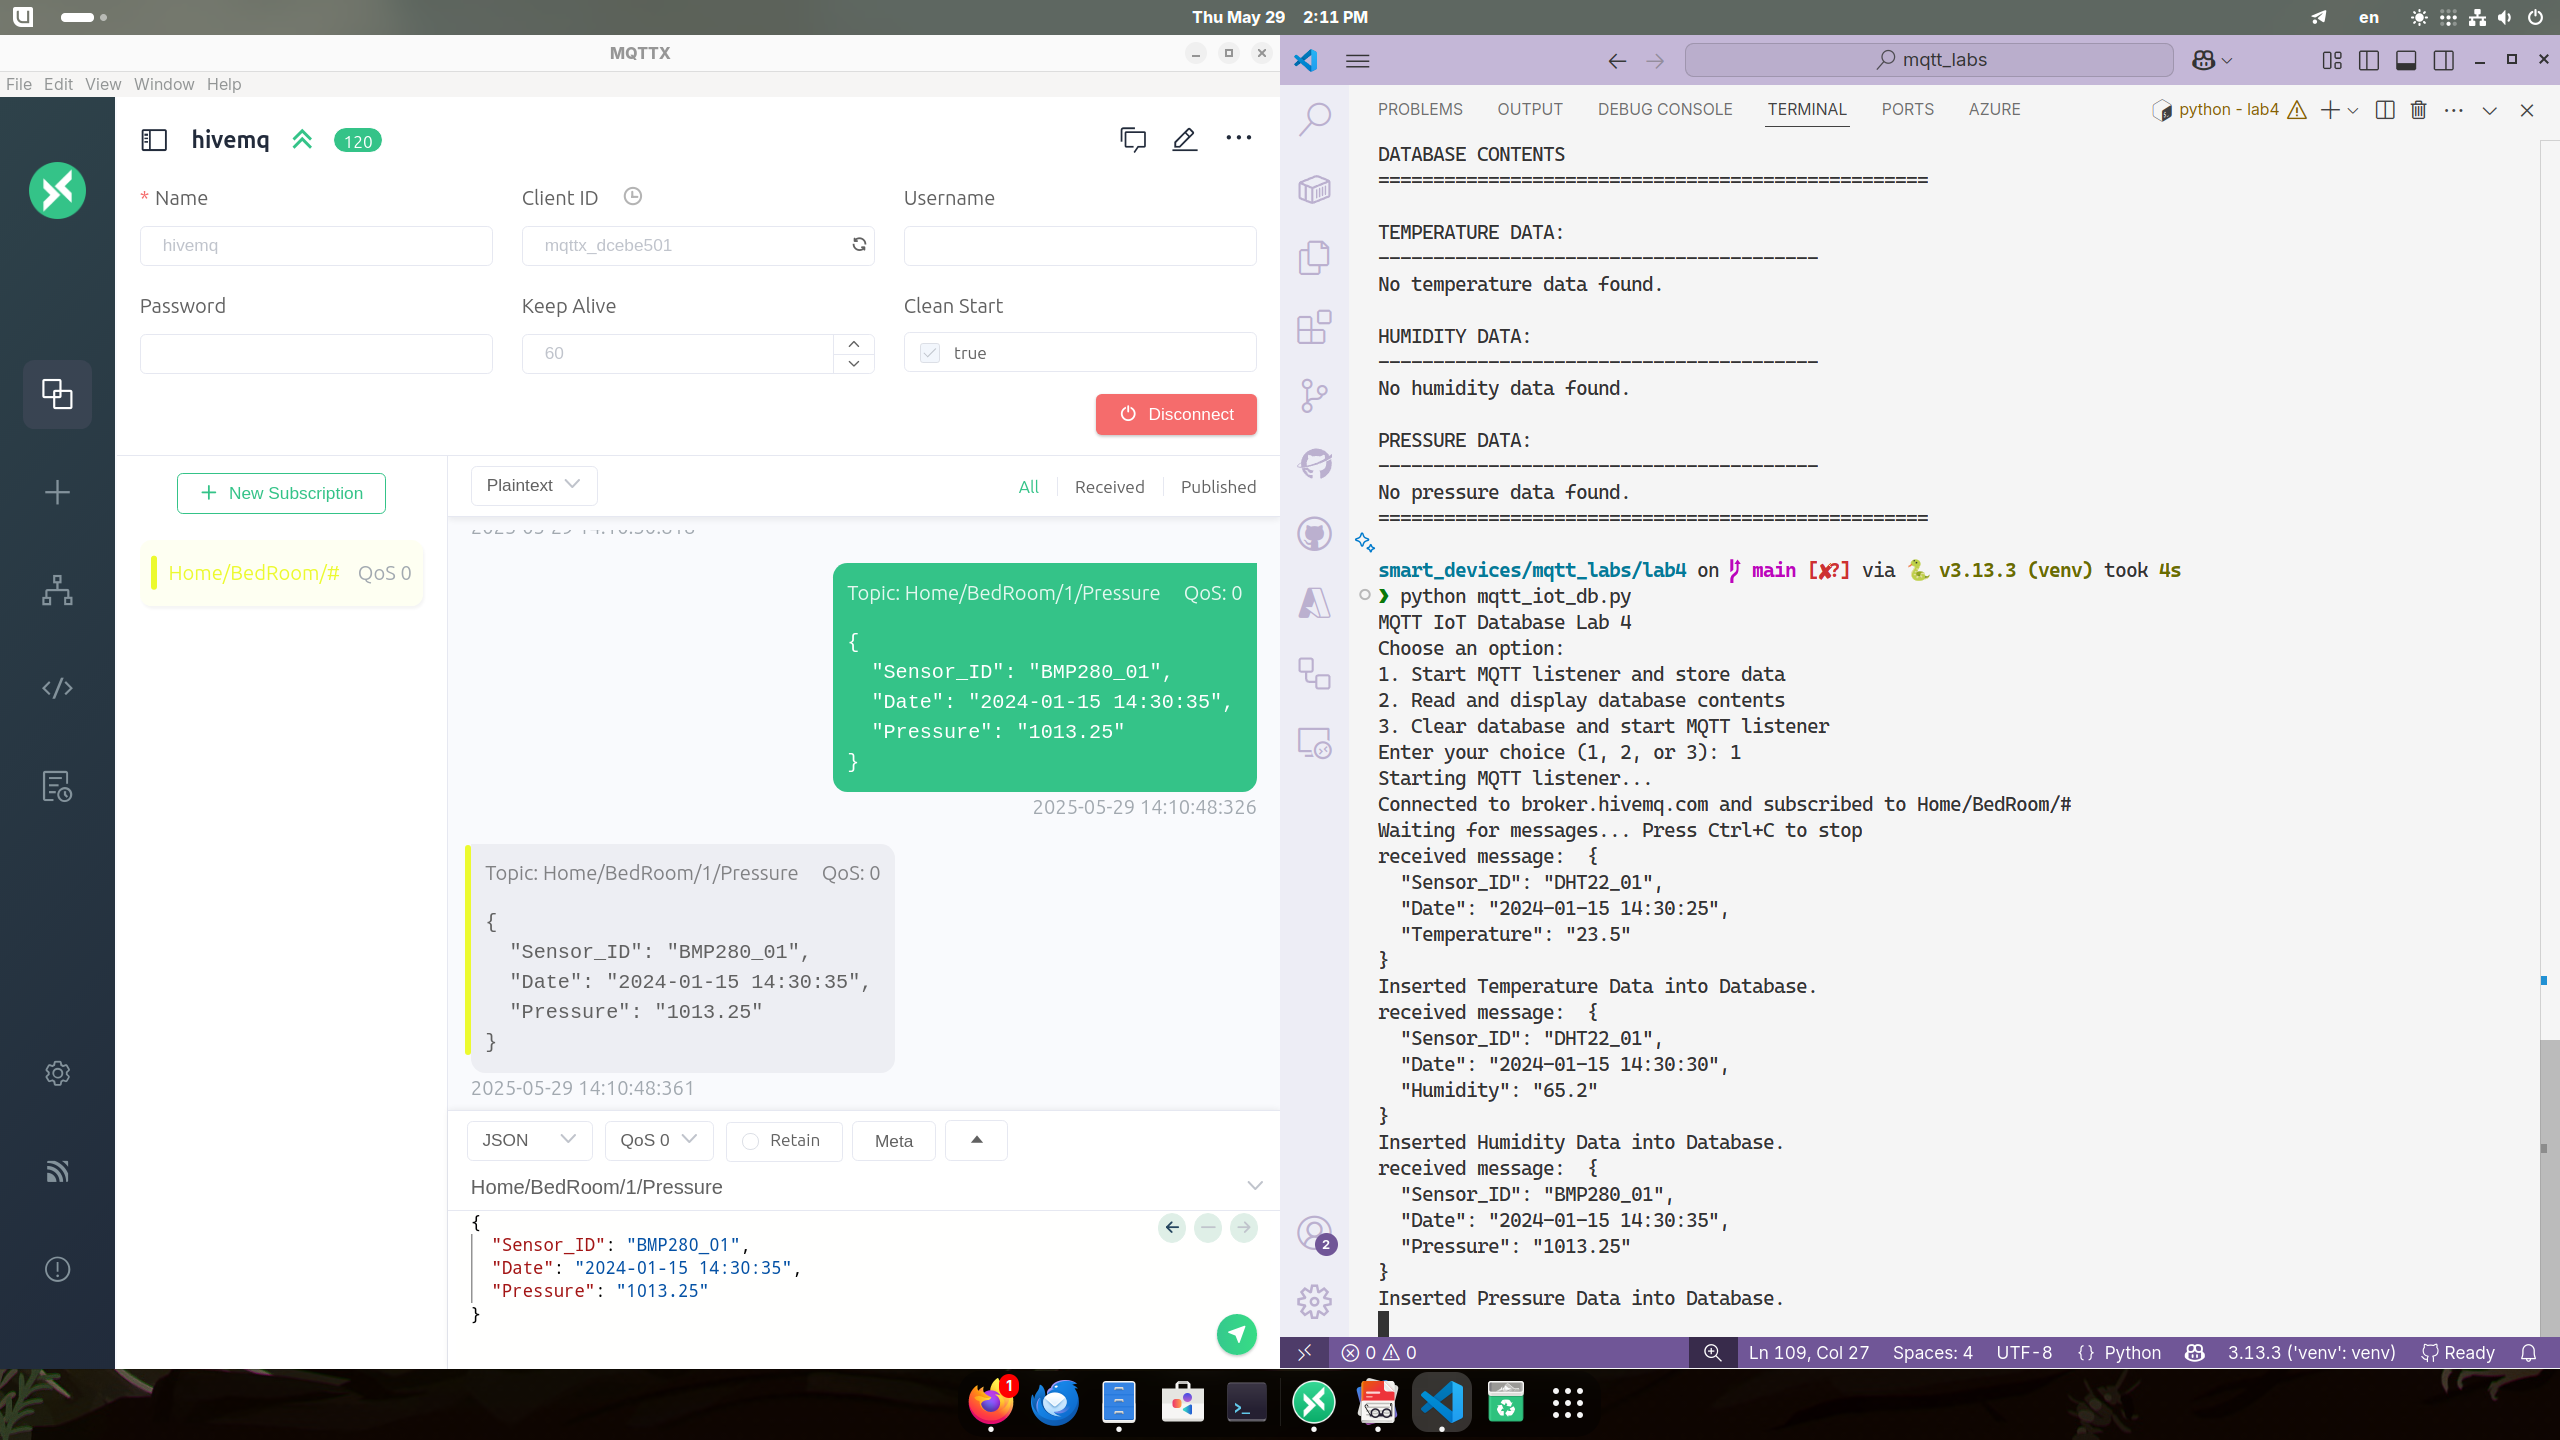 Thu May 29 2:11 PM
en
MQTTX
File Edit View Window Help
hivemq 120
* Name
Client ID
Username
hivemq
mqttx_dcebe501
Password
Keep Alive
Clean Start
60
true
Disconnect
New Subscription
Home/BedRoom/# QoS 0
Plaintext
All
Received
Published
Topic: Home/BedRoom/1/Pressure QoS: 0
{
"Sensor_ID": "BMP280_01",
"Date": "2024-01-15 14:30:35",
"Pressure": "1013.25"
}
2025-05-29 14:10:48:326
Topic: Home/BedRoom/1/Pressure QoS: 0
{
"Sensor_ID": "BMP280_01",
"Date": "2024-01-15 14:30:35",
"Pressure": "1013.25"
}
2025-05-29 14:10:48:361
JSON
QoS 0
Retain
Meta
Home/BedRoom/1/Pressure
{
"Sensor_ID": "BMP280_01",
"Date": "2024-01-15 14:30:35",
"Pressure": "1013.25"
}
mqtt_labs
PROBLEMS OUTPUT DEBUG CONSOLE TERMINAL PORTS AZURE
python - lab4
DATABASE CONTENTS
==================================================
TEMPERATURE DATA:
----------------------------------------
No temperature data found.
HUMIDITY DATA:
----------------------------------------
No humidity data found.
PRESSURE DATA:
----------------------------------------
No pressure data found.
==================================================
smart_devices/mqtt_labs/lab4 on main [✘?] via 🐍 v3.13.3 (venv) took 4s
❯ python mqtt_iot_db.py
MQTT IoT Database Lab 4
Choose an option:
1. Start MQTT listener and store data
2. Read and display database contents
3. Clear database and start MQTT listener
Enter your choice (1, 2, or 3): 1
Starting MQTT listener...
Connected to broker.hivemq.com and subscribed to Home/BedRoom/#
Waiting for messages... Press Ctrl+C to stop
received message:  {
"Sensor_ID": "DHT22_01",
"Date": "2024-01-15 14:30:25",
"Temperature": "23.5"
}
Inserted Temperature Data into Database.
received message:  {
"Sensor_ID": "DHT22_01",
"Date": "2024-01-15 14:30:30",
"Humidity": "65.2"
}
Inserted Humidity Data into Database.
received message:  {
"Sensor_ID": "BMP280_01",
"Date": "2024-01-15 14:30:35",
"Pressure": "1013.25"
}
Inserted Pressure Data into Database.
2
0 0
Ln 109, Col 27 Spaces: 4 UTF-8 {} Python 3.13.3 ('venv': venv) Ready
1